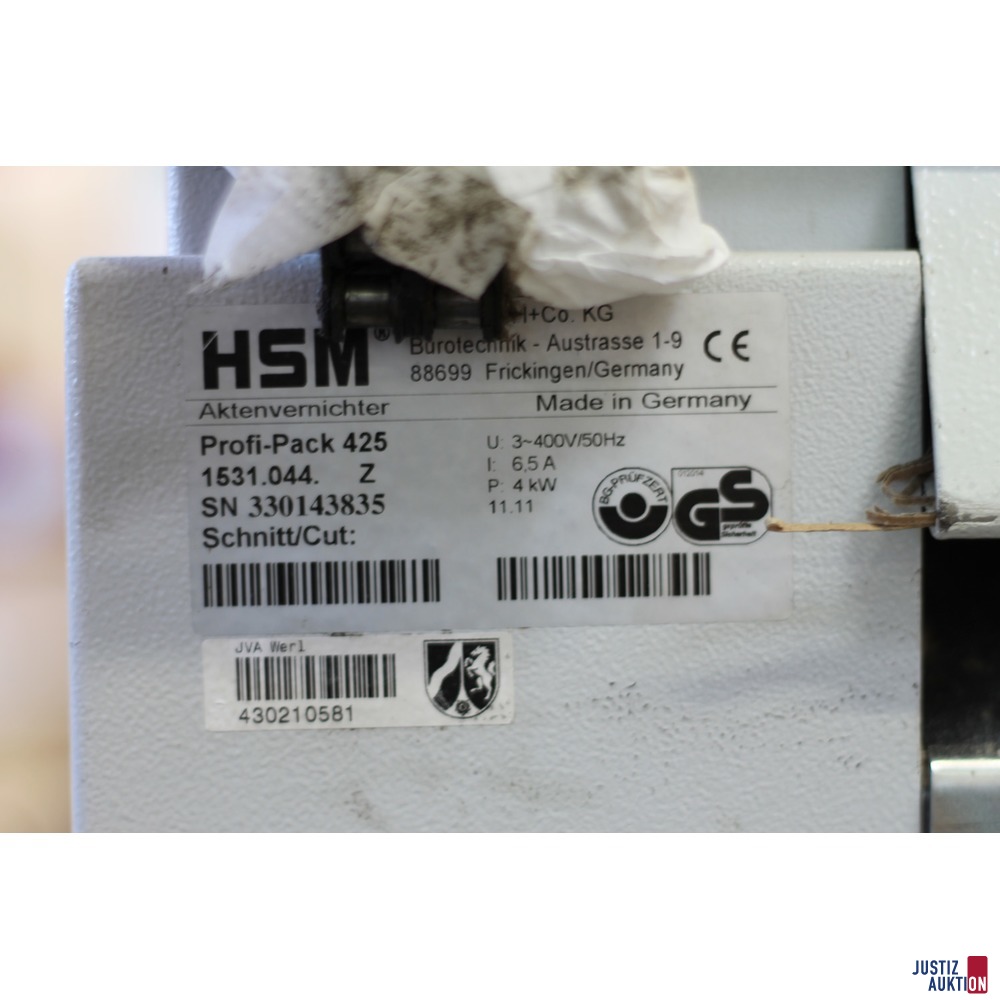 HSM®
H+Co. KG
Bürotechnik - Austrasse 1-9
88699 Frickingen/Germany
CE
Aktenvernichter
Made in Germany
Profi-Pack 425
1531.044. Z
SN 330143835
Schnitt/Cut:
U: 3~400V/50Hz
I: 6,5 A
P: 4 kW
11.11
BG-PRÜFZERT
GS
geprüfte
Sicherheit
JVA Werl
430210581
JUSTIZ
AUKTION